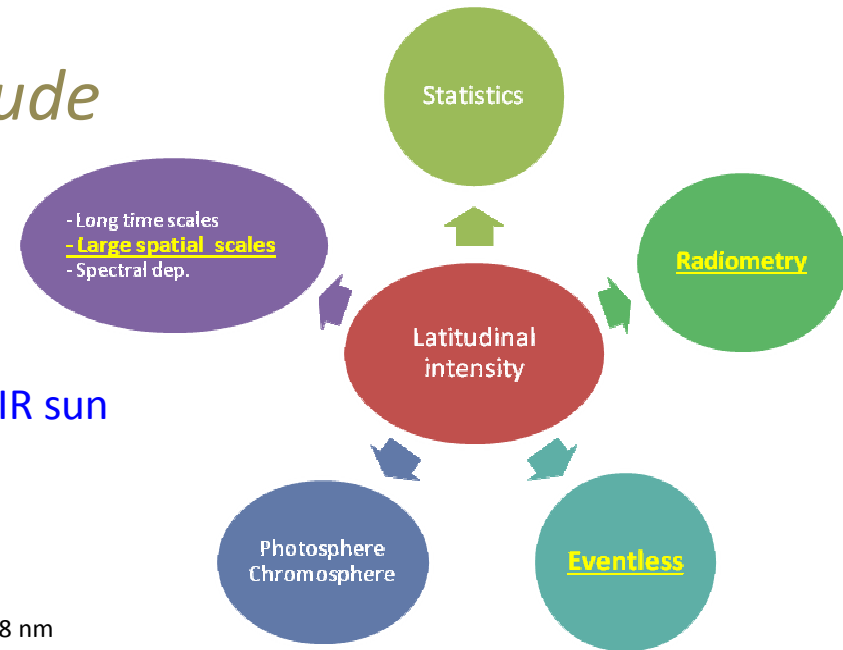 ude
Statistics
- Long time scales
- Large spatial scales
- Spectral dep.
Radiometry
Latitudinal
intensity
IR sun
Photosphere
Chromosphere
Eventless
8 nm